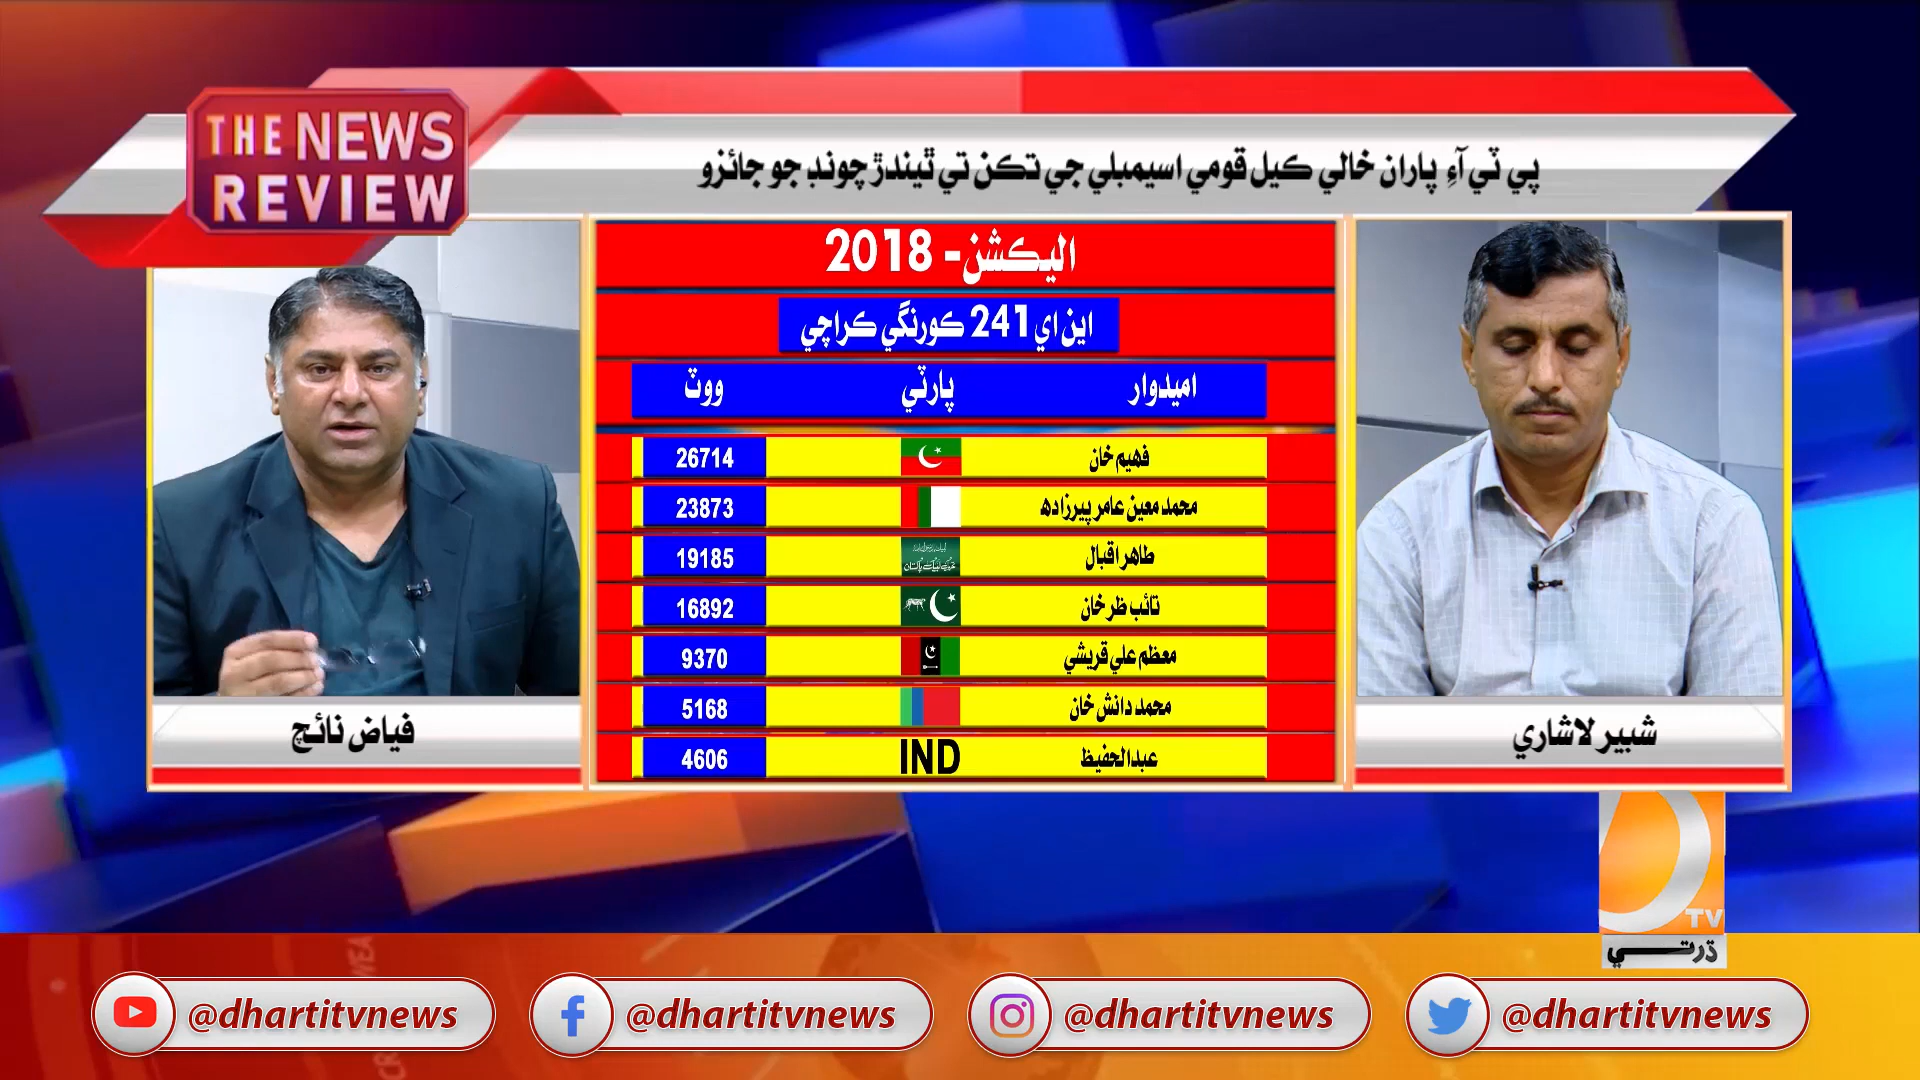 THE NEWS
REVIEW
پي ٽي آءِ پاران خالي ڪيل قومي اسيمبلي جي تڪن تي ٿيندڙ چونڊ جو جائزو
اليڪشن- 2018
اين اي 241 ڪورنگي ڪراچي
اميدوار پارٽي ووٽ
فهيم خان 26714
محمد معين عامر پيرزاده 23873
طاهر اقبال 19185
تائب ظر خان 16892
معظم علي قريشي 9370
محمد دانش خان 5168
عبدالحفيظ IND 4606
فياض نائچ
شبير لاشاري
TV
ڌرتي
@dhartitvnews
@dhartitvnews
@dhartitvnews
@dhartitvnews